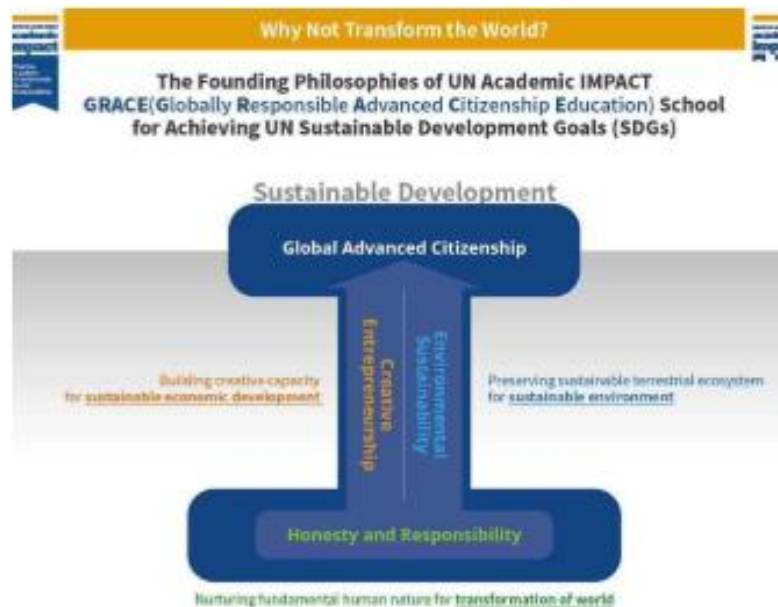 Why Not Transform the World?
The Founding Philosophies of UN Academic IMPACT
GRACE(Globally Responsible Advanced Citizenship Education) School
for Achieving UN Sustainable Development Goals (SDGs)
Sustainable Development
Global Advanced Citizenship
Creative
Entrepreneurship
Environmental
Sustainability
Building creative capacity
for sustainable economic development
Preserving sustainable terrestrial ecosystem
for sustainable environment
Honesty and Responsibility
Nurturing fundamental human nature for transformation of world
impact